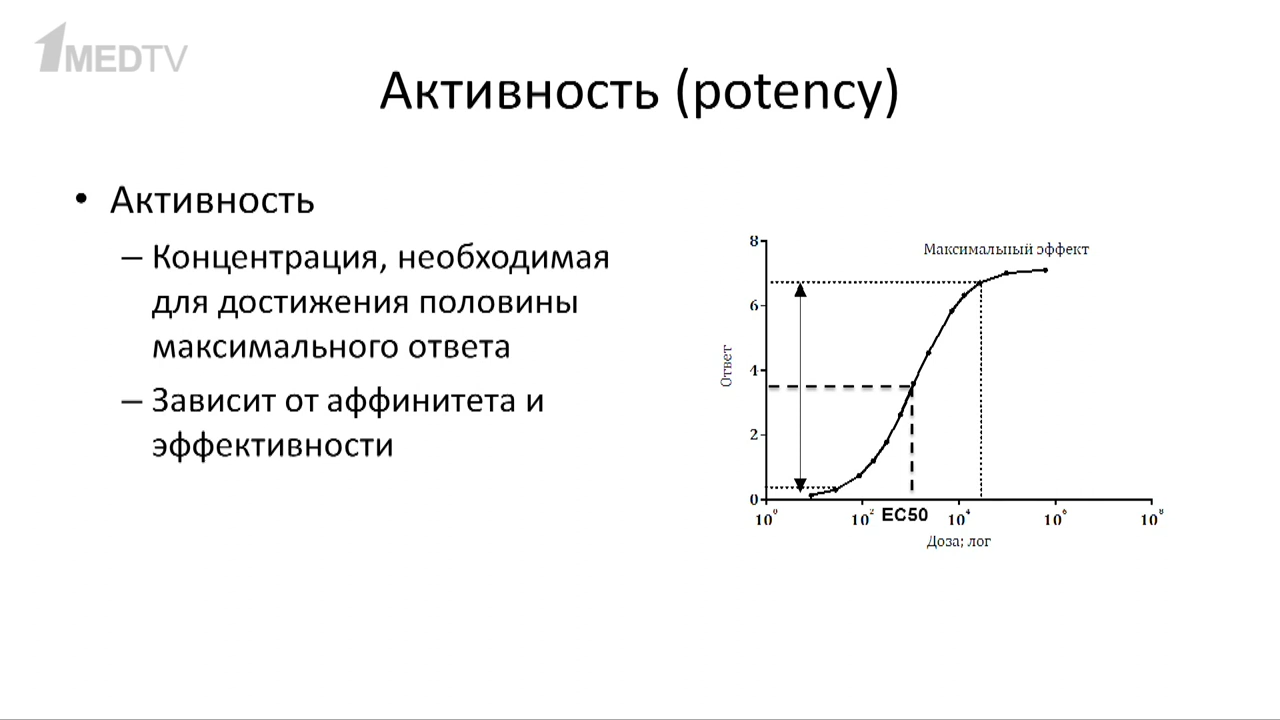 1MEDTV
Активность (potency)
• Активность
– Концентрация, необходимая
для достижения половины
максимального ответа
– Зависит от аффинитета и
эффективности
Максимальный эффект
Ответ
8
6
4
2
0
10⁰ 10² EC50 10⁴ 10⁶ 10⁸
Доза; лог